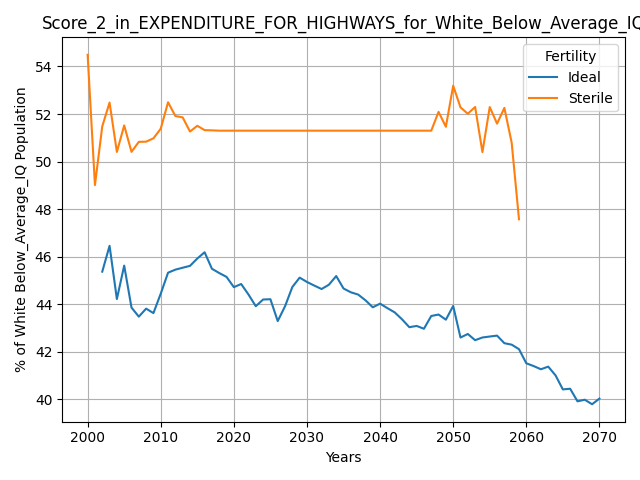 Score_2_in_EXPENDITURE_FOR_HIGHWAYS_for_White_Below_Average_IQ
Fertility
Ideal
Sterile
% of White Below_Average_IQ Population
54
52
50
48
46
44
42
40
2000 2010 2020 2030 2040 2050 2060 2070
Years